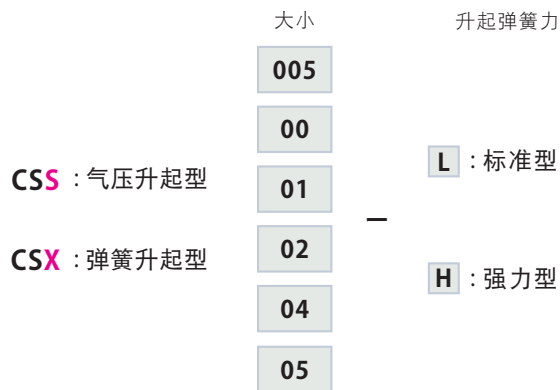 大小
升起弹簧力
005
00
L : 标准型
CSS : 气压升起型
01
–
02
CSX : 弹簧升起型
H : 强力型
04
05